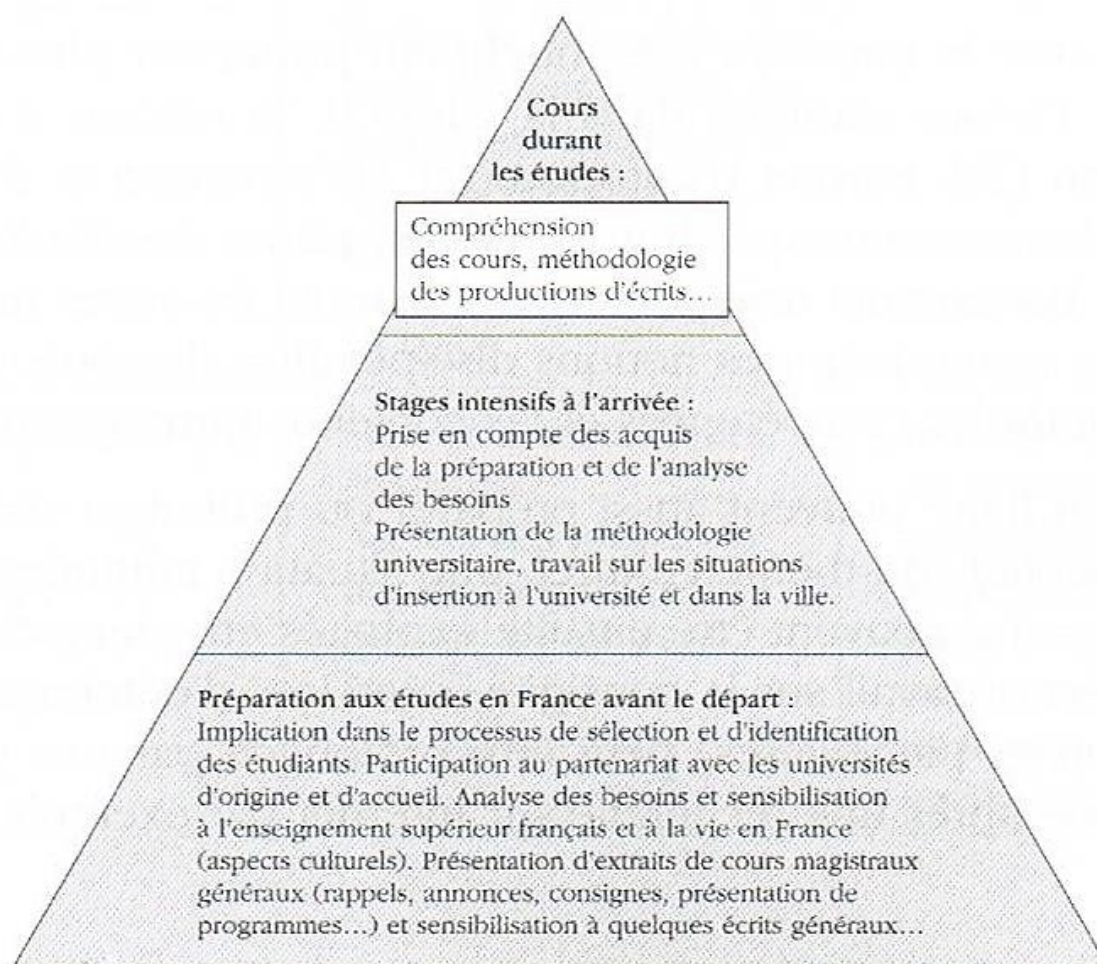 Cours
durant
les études :
Compréhension
des cours, méthodologie
des productions d'écrits…
Stages intensifs à l'arrivée :
Prise en compte des acquis
de la préparation et de l'analyse
des besoins
Présentation de la méthodologie
universitaire, travail sur les situations
d'insertion à l'université et dans la ville.
Préparation aux études en France avant le départ :
Implication dans le processus de sélection et d'identification
des étudiants. Participation au partenariat avec les universités
d'origine et d'accueil. Analyse des besoins et sensibilisation
à l'enseignement supérieur français et à la vie en France
(aspects culturels). Présentation d'extraits de cours magistraux
généraux (rappels, annonces, consignes, présentation de
programmes…) et sensibilisation à quelques écrits généraux…